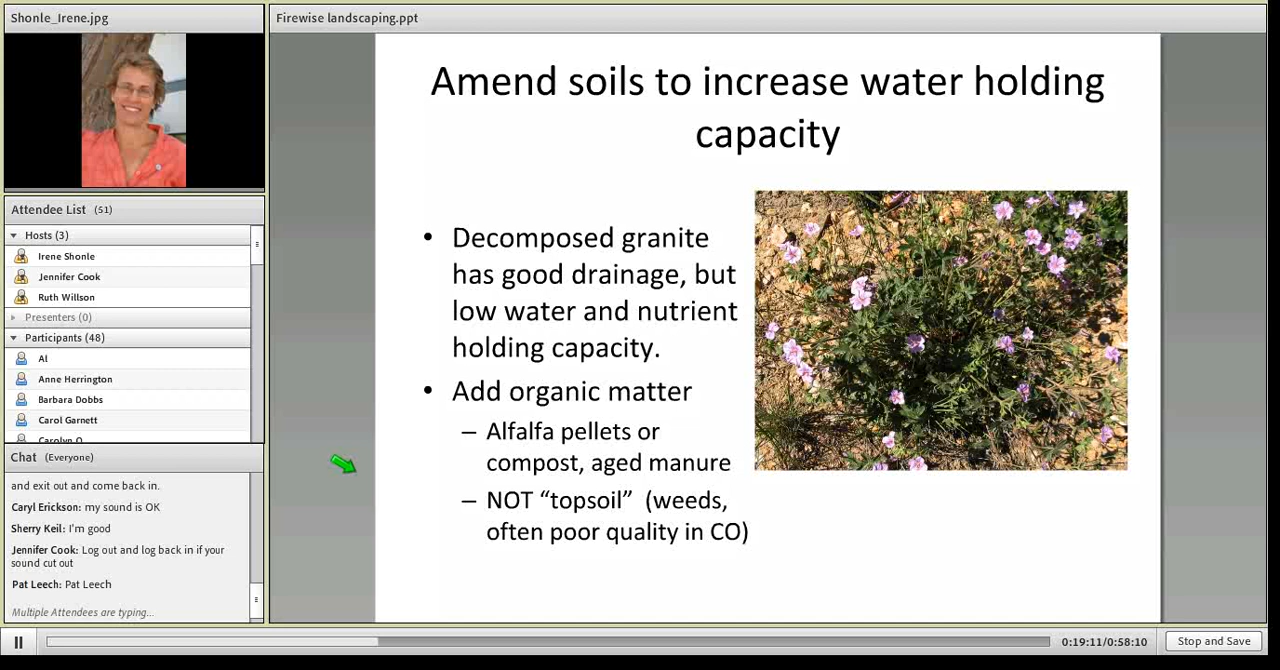 Shonle_Irene.jpg
Attendee List (51)
Hosts (3)
Irene Shonle
Jennifer Cook
Ruth Willson
Presenters (0)
Participants (48)
Al
Anne Herrington
Barbara Dobbs
Carol Garnett
Carolyn O
Chat (Everyone)
and exit out and come back in.
Caryl Erickson: my sound is OK
Sherry Keil: I'm good
Jennifer Cook: Log out and log back in if your
sound cut out
Pat Leech: Pat Leech
Multiple Attendees are typing...
Firewise landscaping.ppt
Amend soils to increase water holding
capacity
• Decomposed granite
has good drainage, but
low water and nutrient
holding capacity.
• Add organic matter
– Alfalfa pellets or
compost, aged manure
– NOT “topsoil” (weeds,
often poor quality in CO)
0:19:11/0:58:10
Stop and Save